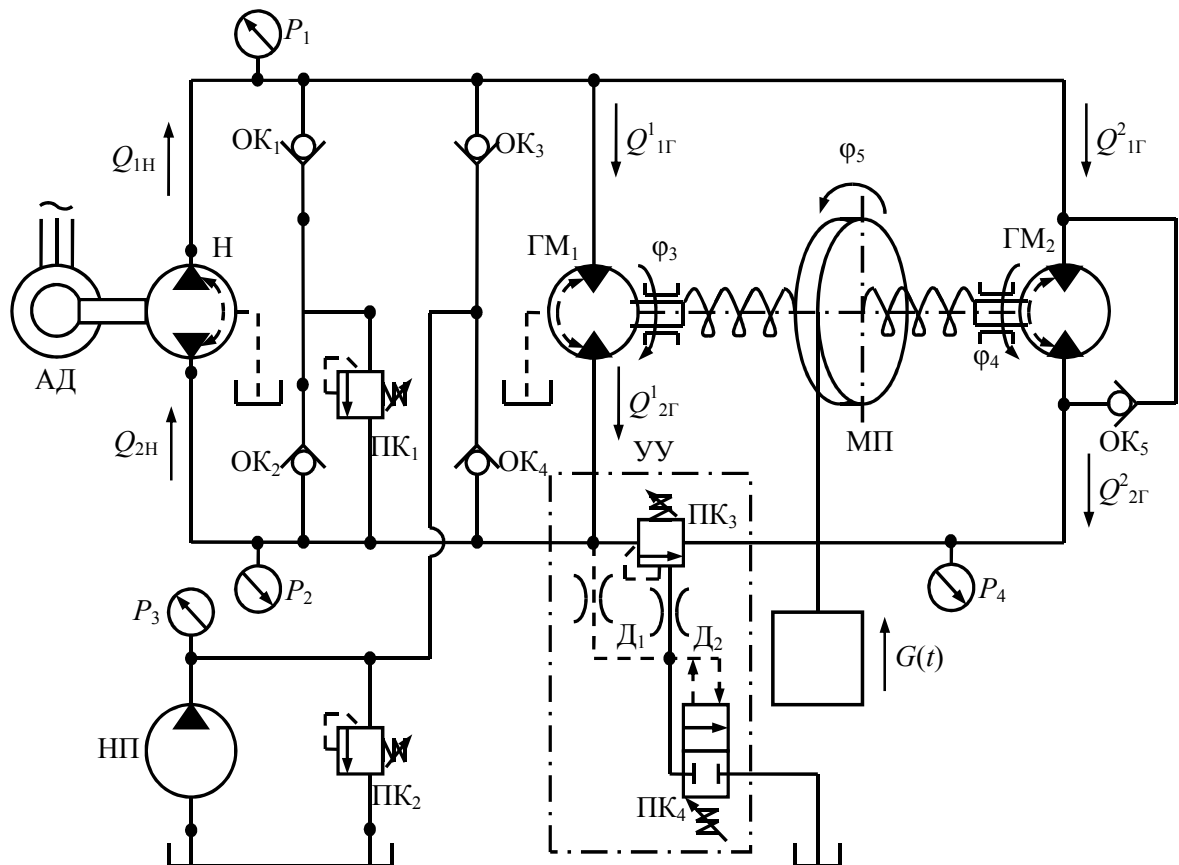 P₁
ОК₁
ОК₃
Q¹₁Г
Q²₁Г
Q₁Н
φ₅
Н
ГМ₁
φ₃
ГМ₂
АД
φ₄
Q₂Н
ПК₁
Q¹₂Г
МП
ОК₅
ОК₂
ОК₄
УУ
Q²₂Г
ПК₃
P₂
P₄
P₃
Д₁
Д₂
G(t)
НП
ПК₂
ПК₄